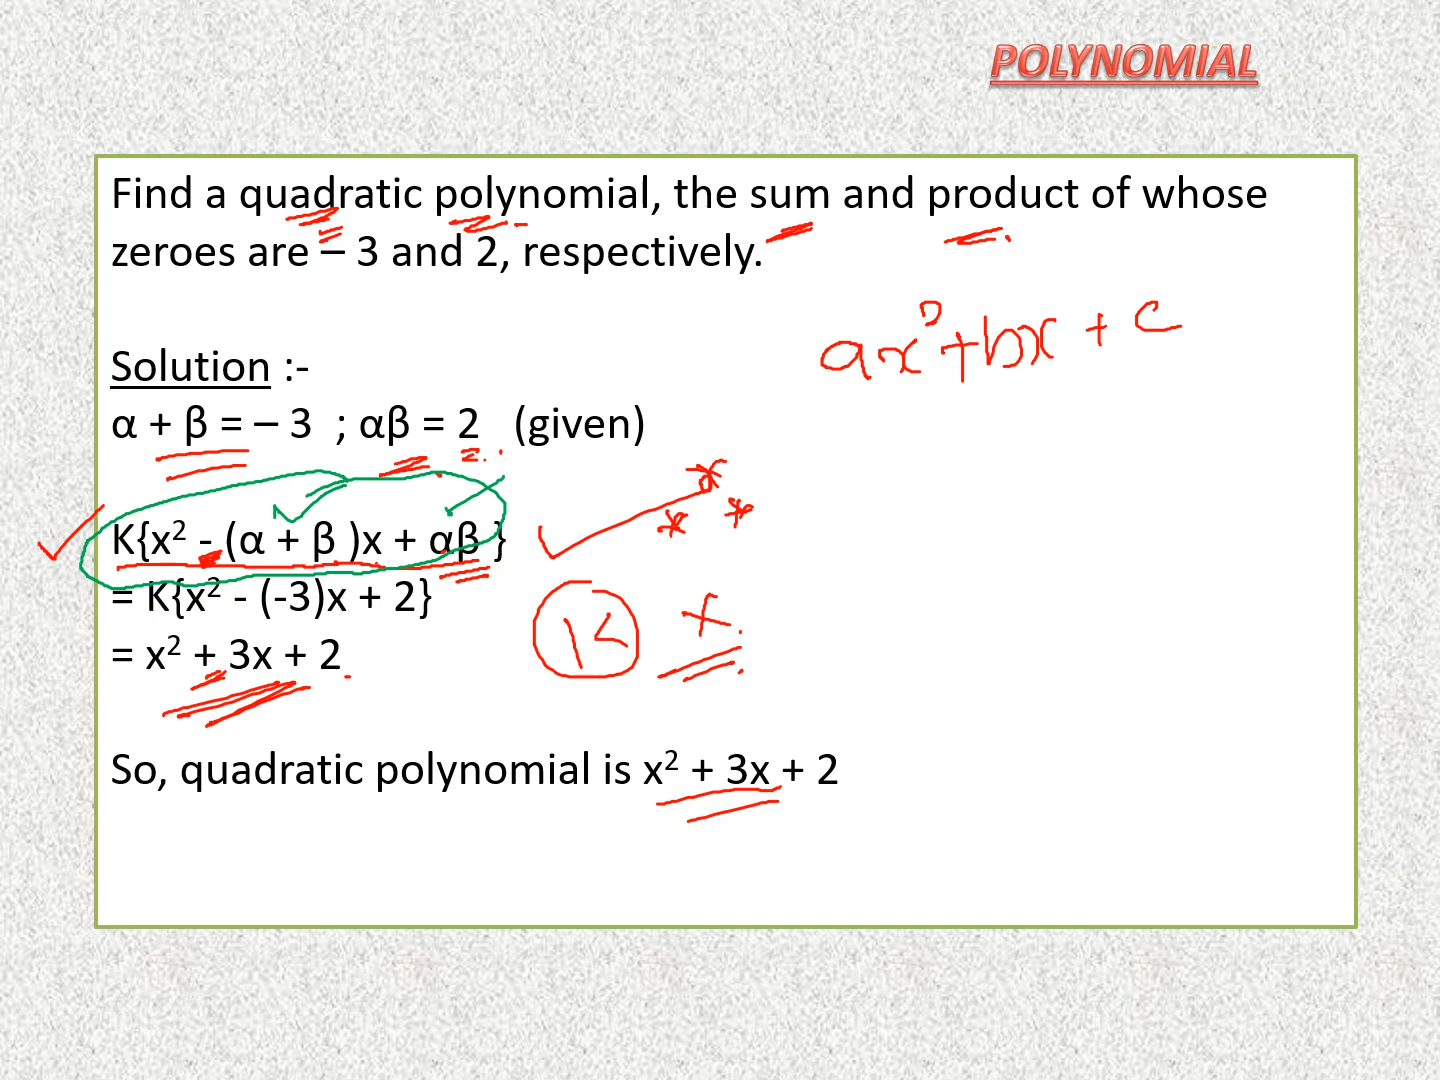 POLYNOMIAL
Find a quadratic polynomial, the sum and product of whose
zeroes are – 3 and 2, respectively.
ax²+bx + c
Solution :-
α + β = – 3 ; αβ = 2 (given)
K{x² - (α + β )x + αβ }
= K{x² - (-3)x + 2}
K
= x² + 3x + 2
So, quadratic polynomial is x² + 3x + 2